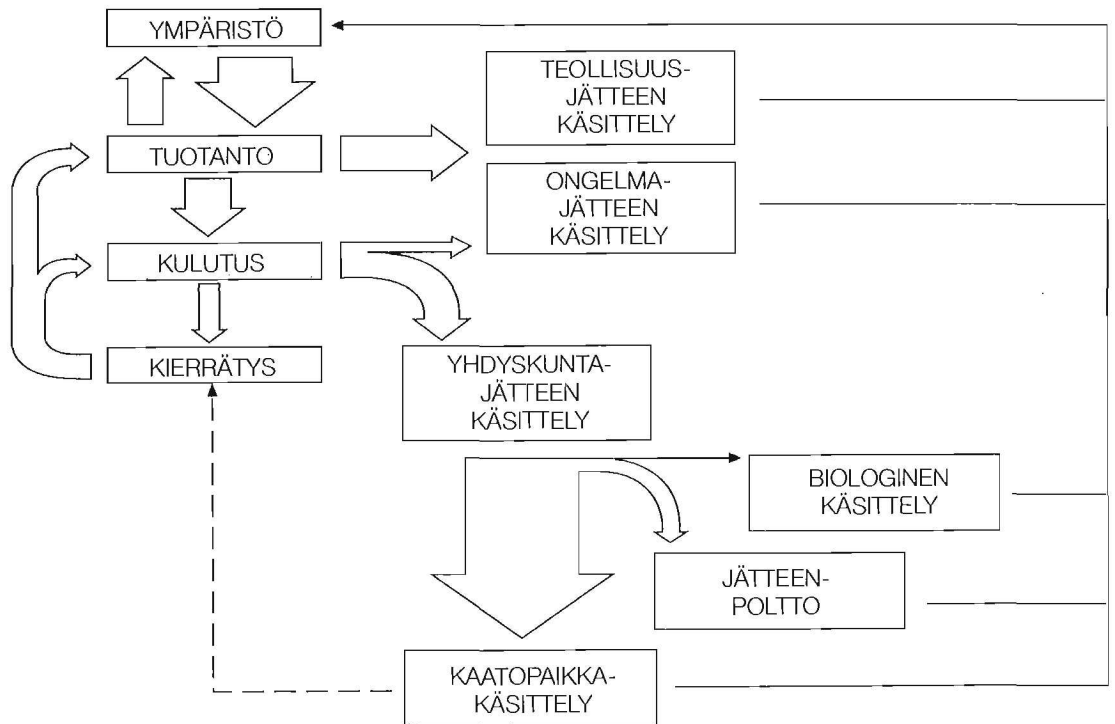 YMPÄRISTÖ
TEOLLISUUS-
JÄTTEEN
KÄSITTELY
TUOTANTO
ONGELMA-
JÄTTEEN
KÄSITTELY
KULUTUS
KIERRÄTYS
YHDYSKUNTA-
JÄTTEEN
KÄSITTELY
BIOLOGINEN
KÄSITTELY
JÄTTEEN-
POLTTO
KAATOPAIKKA-
KÄSITTELY